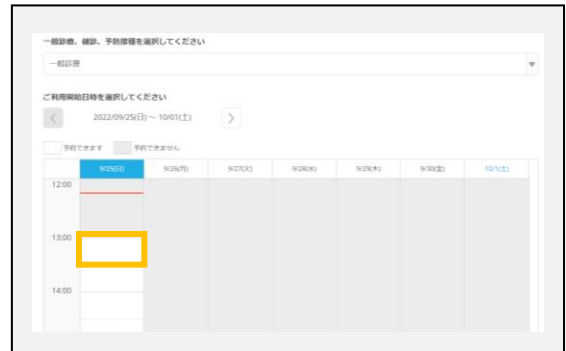 一般診療、健診、予防接種を選択してください
一般診療
ご利用開始日時を選択してください
2022/09/25(日) ～ 10/01(土)
予約できます 予約できません
9/25(日) 9/26(月) 9/27(火) 9/28(水) 9/29(木) 9/30(金) 10/1(土)
12:00
13:00
14:00